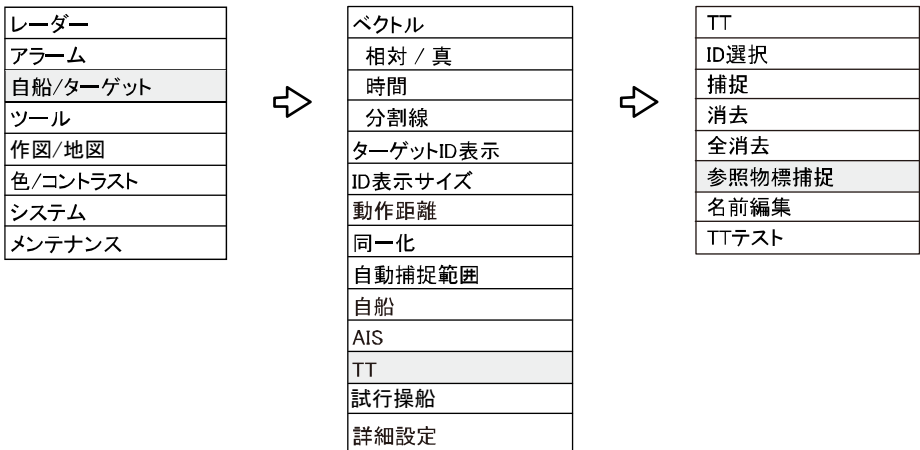 レーダー
アラーム
自船/ターゲット
ツール
作図/地図
色/コントラスト
システム
メンテナンス
ベクトル
相対 / 真
時間
分割線
ターゲットID表示
ID表示サイズ
動作距離
同一化
自動捕捉範囲
自船
AIS
TT
試行操船
詳細設定
TT
ID選択
捕捉
消去
全消去
参照物標捕捉
名前編集
TTテスト